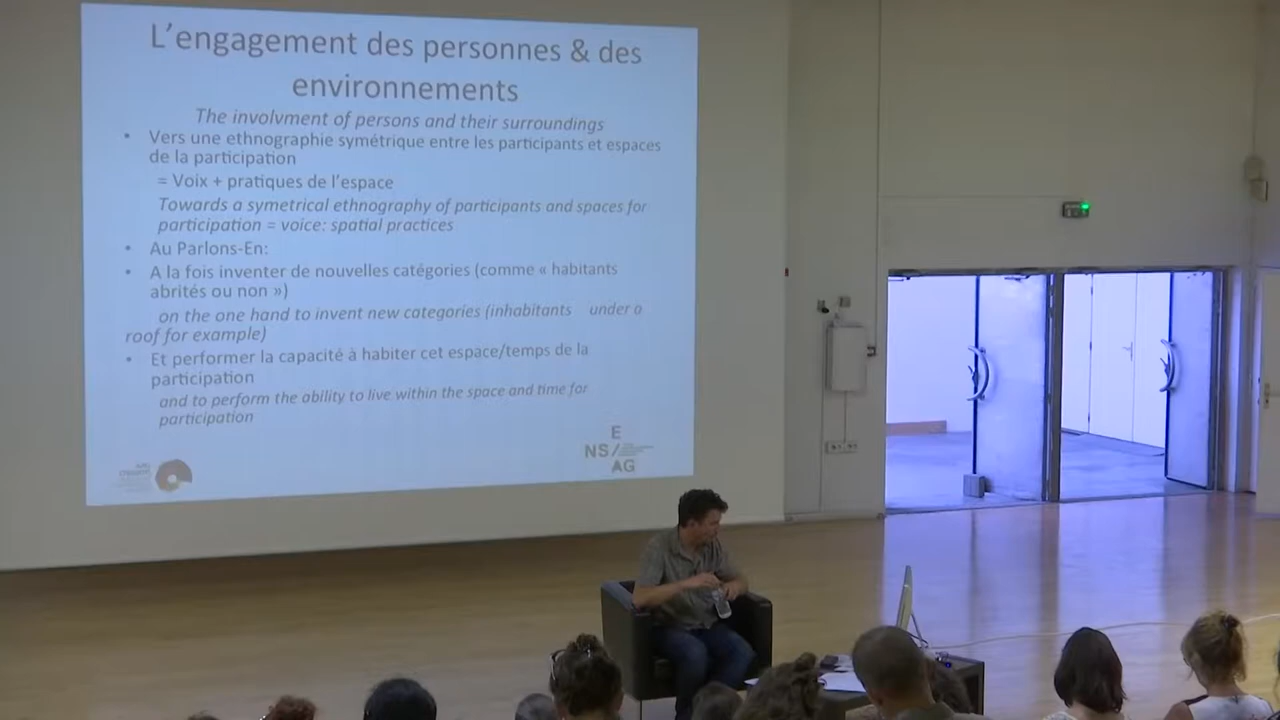 L'engagement des personnes & des
environnements
The involvment of persons and their surroundings
• Vers une ethnographie symétrique entre les participants et espaces
de la participation
= Voix + pratiques de l'espace
Towards a symetrical ethnography of participants and spaces for
participation = voice: spatial practices
• Au Parlons-En:
• A la fois inventer de nouvelles catégories (comme « habitants
abrités ou non »)
on the one hand to invent new categories (inhabitants under a
roof for example)
• Et performer la capacité à habiter cet espace/temps de la
participation
and to perform the ability to live within the space and time for
participation
E
NS/
AG